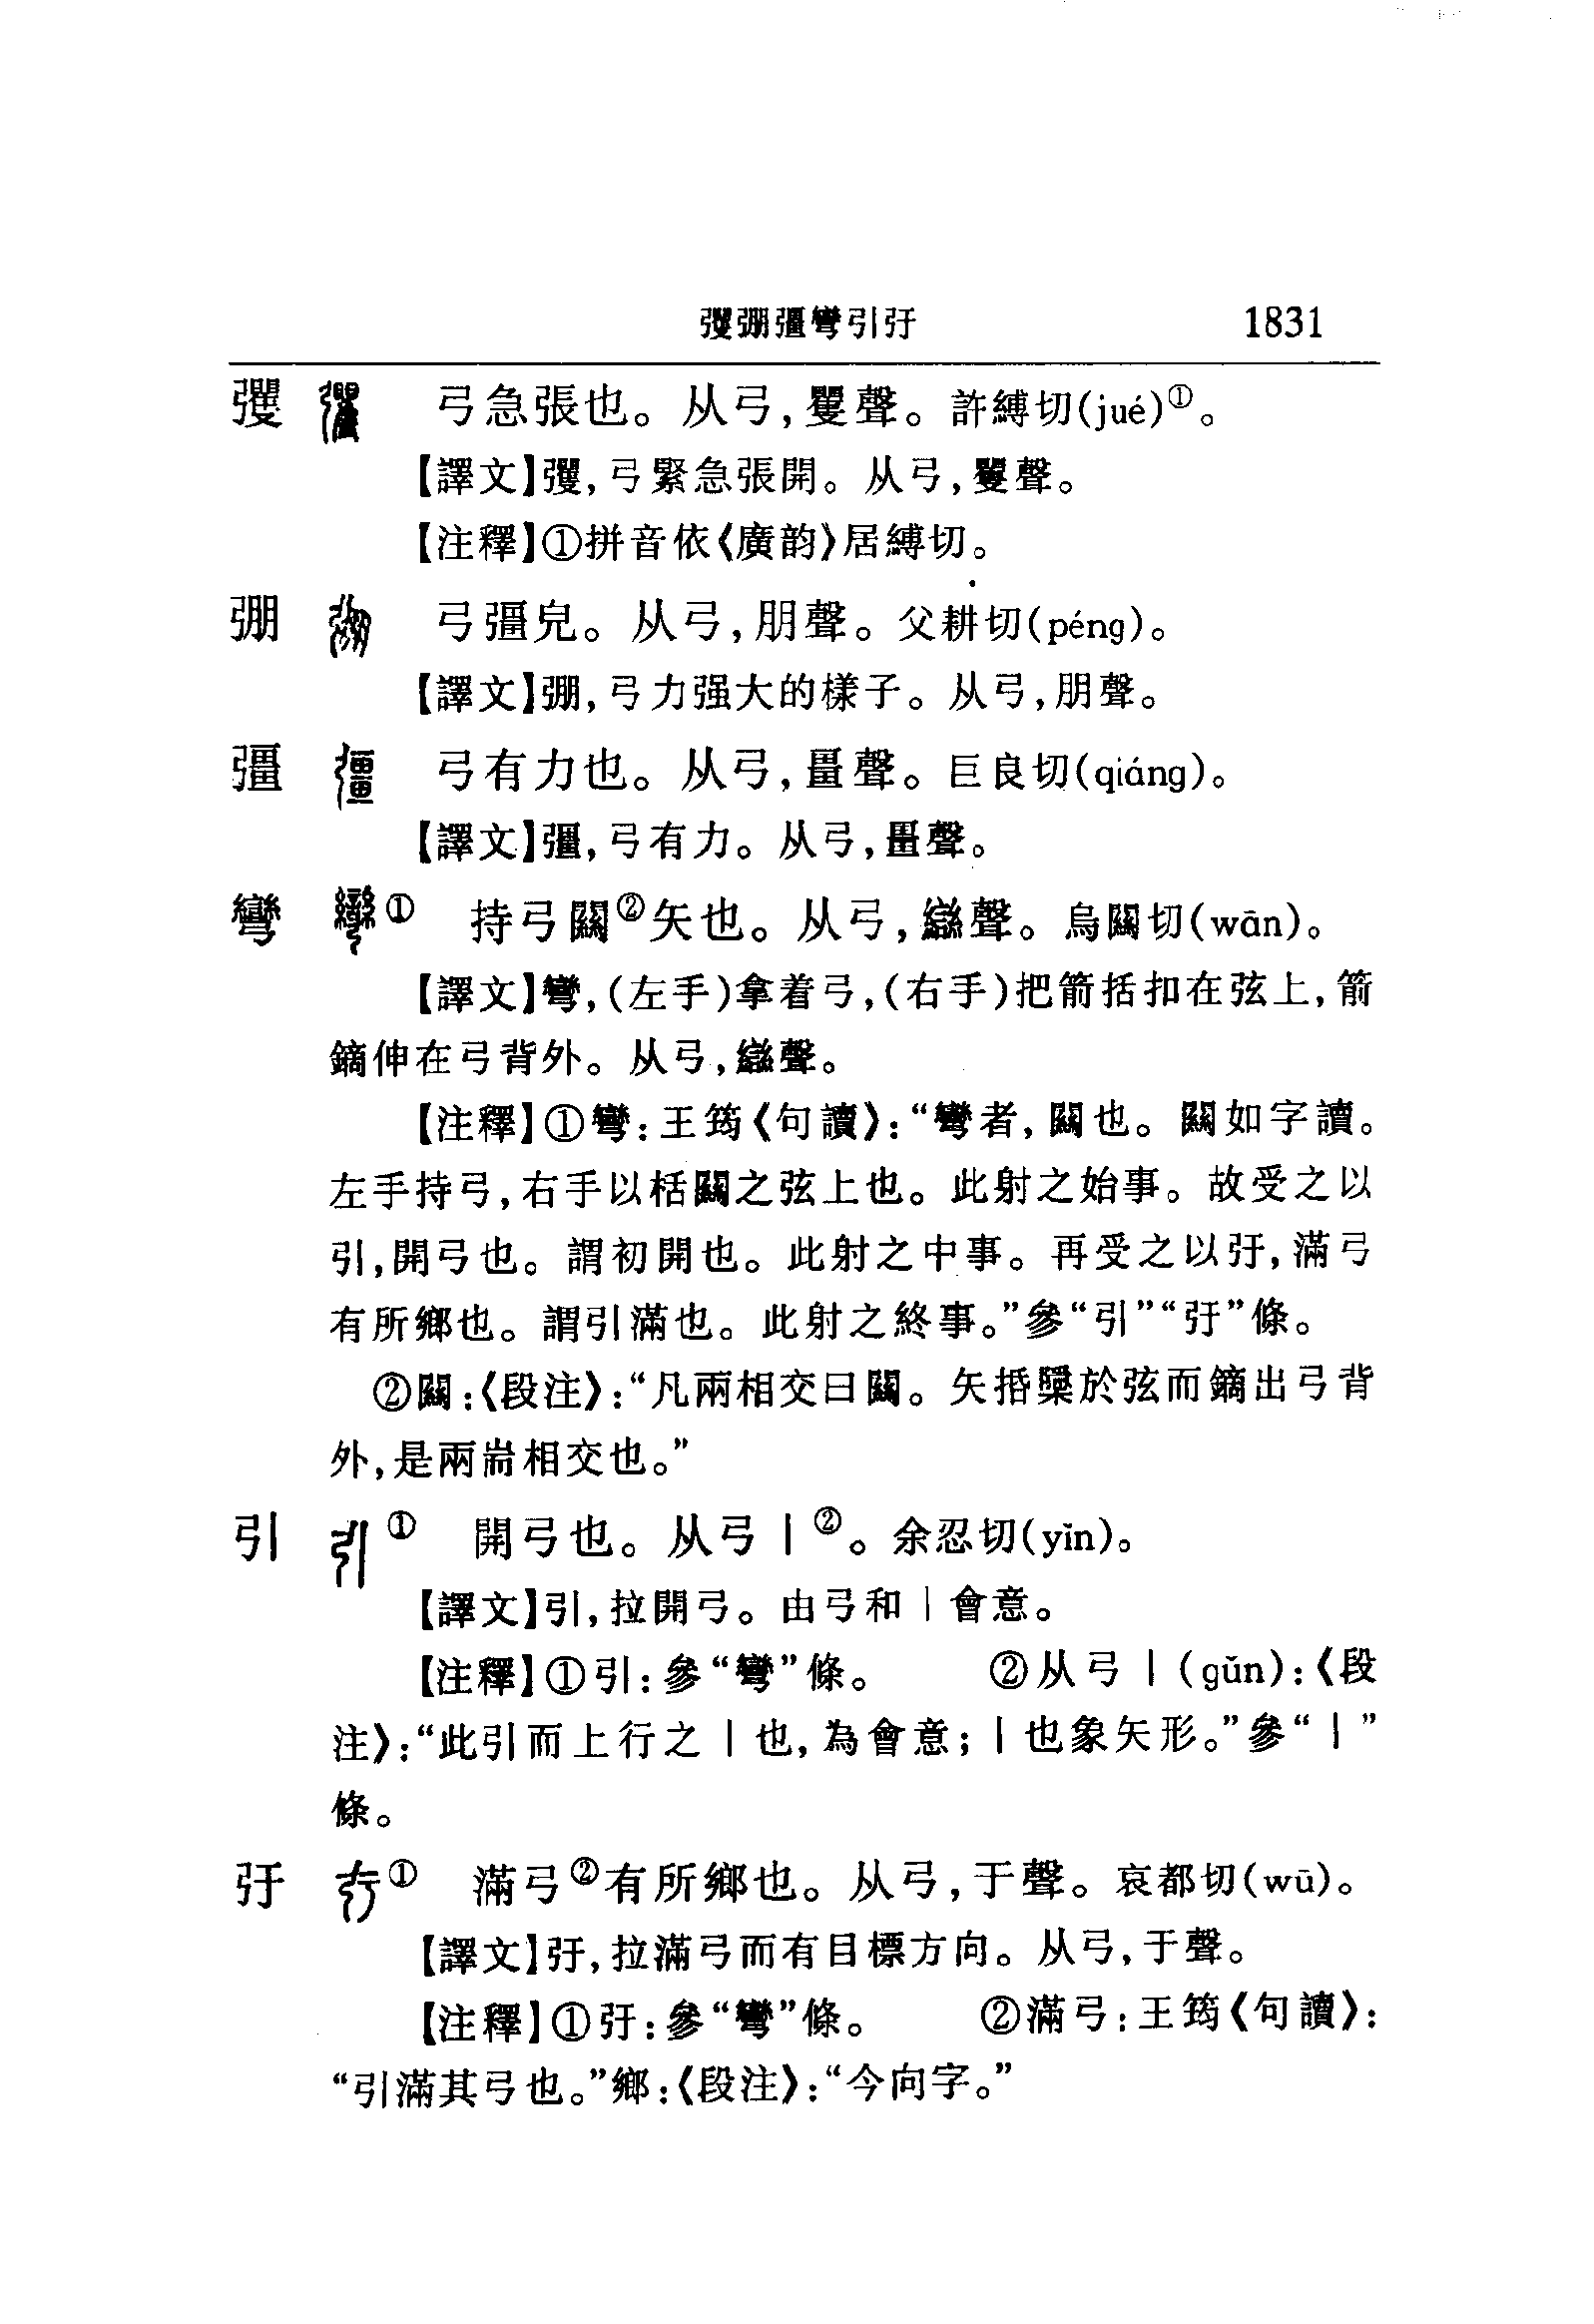 彏弸彊彎引弙 1831
彏 弓急張也。从弓,矍聲。許縛切(jué)①。
【譯文】彏,弓緊急張開。从弓,矍聲。
【注釋】①拼音依《廣韵》居縛切。
弸 弓彊皃。从弓,朋聲。父耕切(péng)。
【譯文】弸,弓力强大的樣子。从弓,朋聲。
彊 弓有力也。从弓,畺聲。巨良切(qiáng)。
【譯文】彊,弓有力。从弓,畺聲。
彎 ① 持弓關②矢也。从弓,䜌聲。烏關切(wān)。
【譯文】彎,(左手)拿着弓,(右手)把箭括扣在弦上,箭
鏑伸在弓背外。从弓,䜌聲。
【注釋】①彎:王筠《句讀》:“彎者,關也。關如字讀。
左手持弓,右手以栝關之弦上也。此射之始事。故受之以
引,開弓也。謂初開也。此射之中事。再受之以弙,滿弓
有所鄉也。謂引滿也。此射之終事。”參“引”“弙”條。
②關:《段注》:“凡兩相交曰關。矢㨈檃於弦而鏑出弓背
外,是兩耑相交也。”
引 ① 開弓也。从弓丨②。余忍切(yǐn)。
【譯文】引,拉開弓。由弓和丨會意。
【注釋】①引:參“彎”條。 ②从弓丨(gǔn):《段
注》:“此引而上行之丨也,為會意;丨也象矢形。”參“丨”
條。
弙 ① 滿弓②有所鄉也。从弓,于聲。哀都切(wū)。
【譯文】弙,拉滿弓而有目標方向。从弓,于聲。
【注釋】①弙:參“彎”條。 ②滿弓:王筠《句讀》:
“引滿其弓也。”鄉:《段注》:“今向字。”